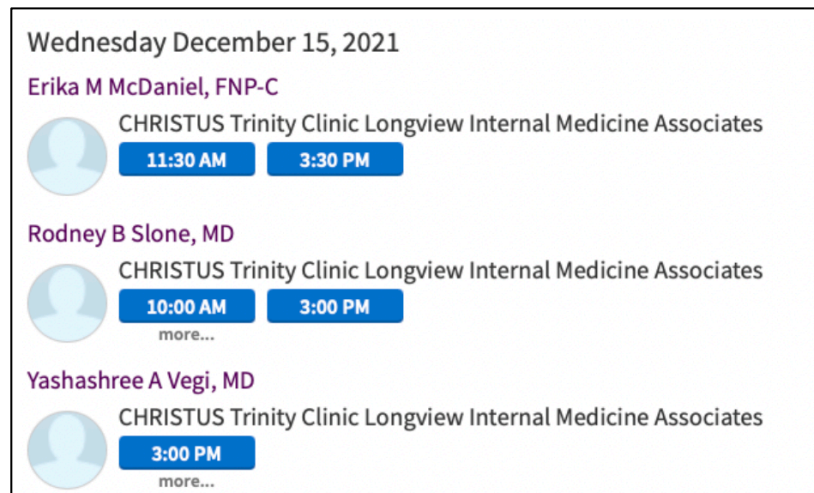 Wednesday December 15, 2021
Erika M McDaniel, FNP-C
CHRISTUS Trinity Clinic Longview Internal Medicine Associates
11:30 AM 3:30 PM
Rodney B Slone, MD
CHRISTUS Trinity Clinic Longview Internal Medicine Associates
10:00 AM 3:00 PM
more...
Yashashree A Vegi, MD
CHRISTUS Trinity Clinic Longview Internal Medicine Associates
3:00 PM
more...